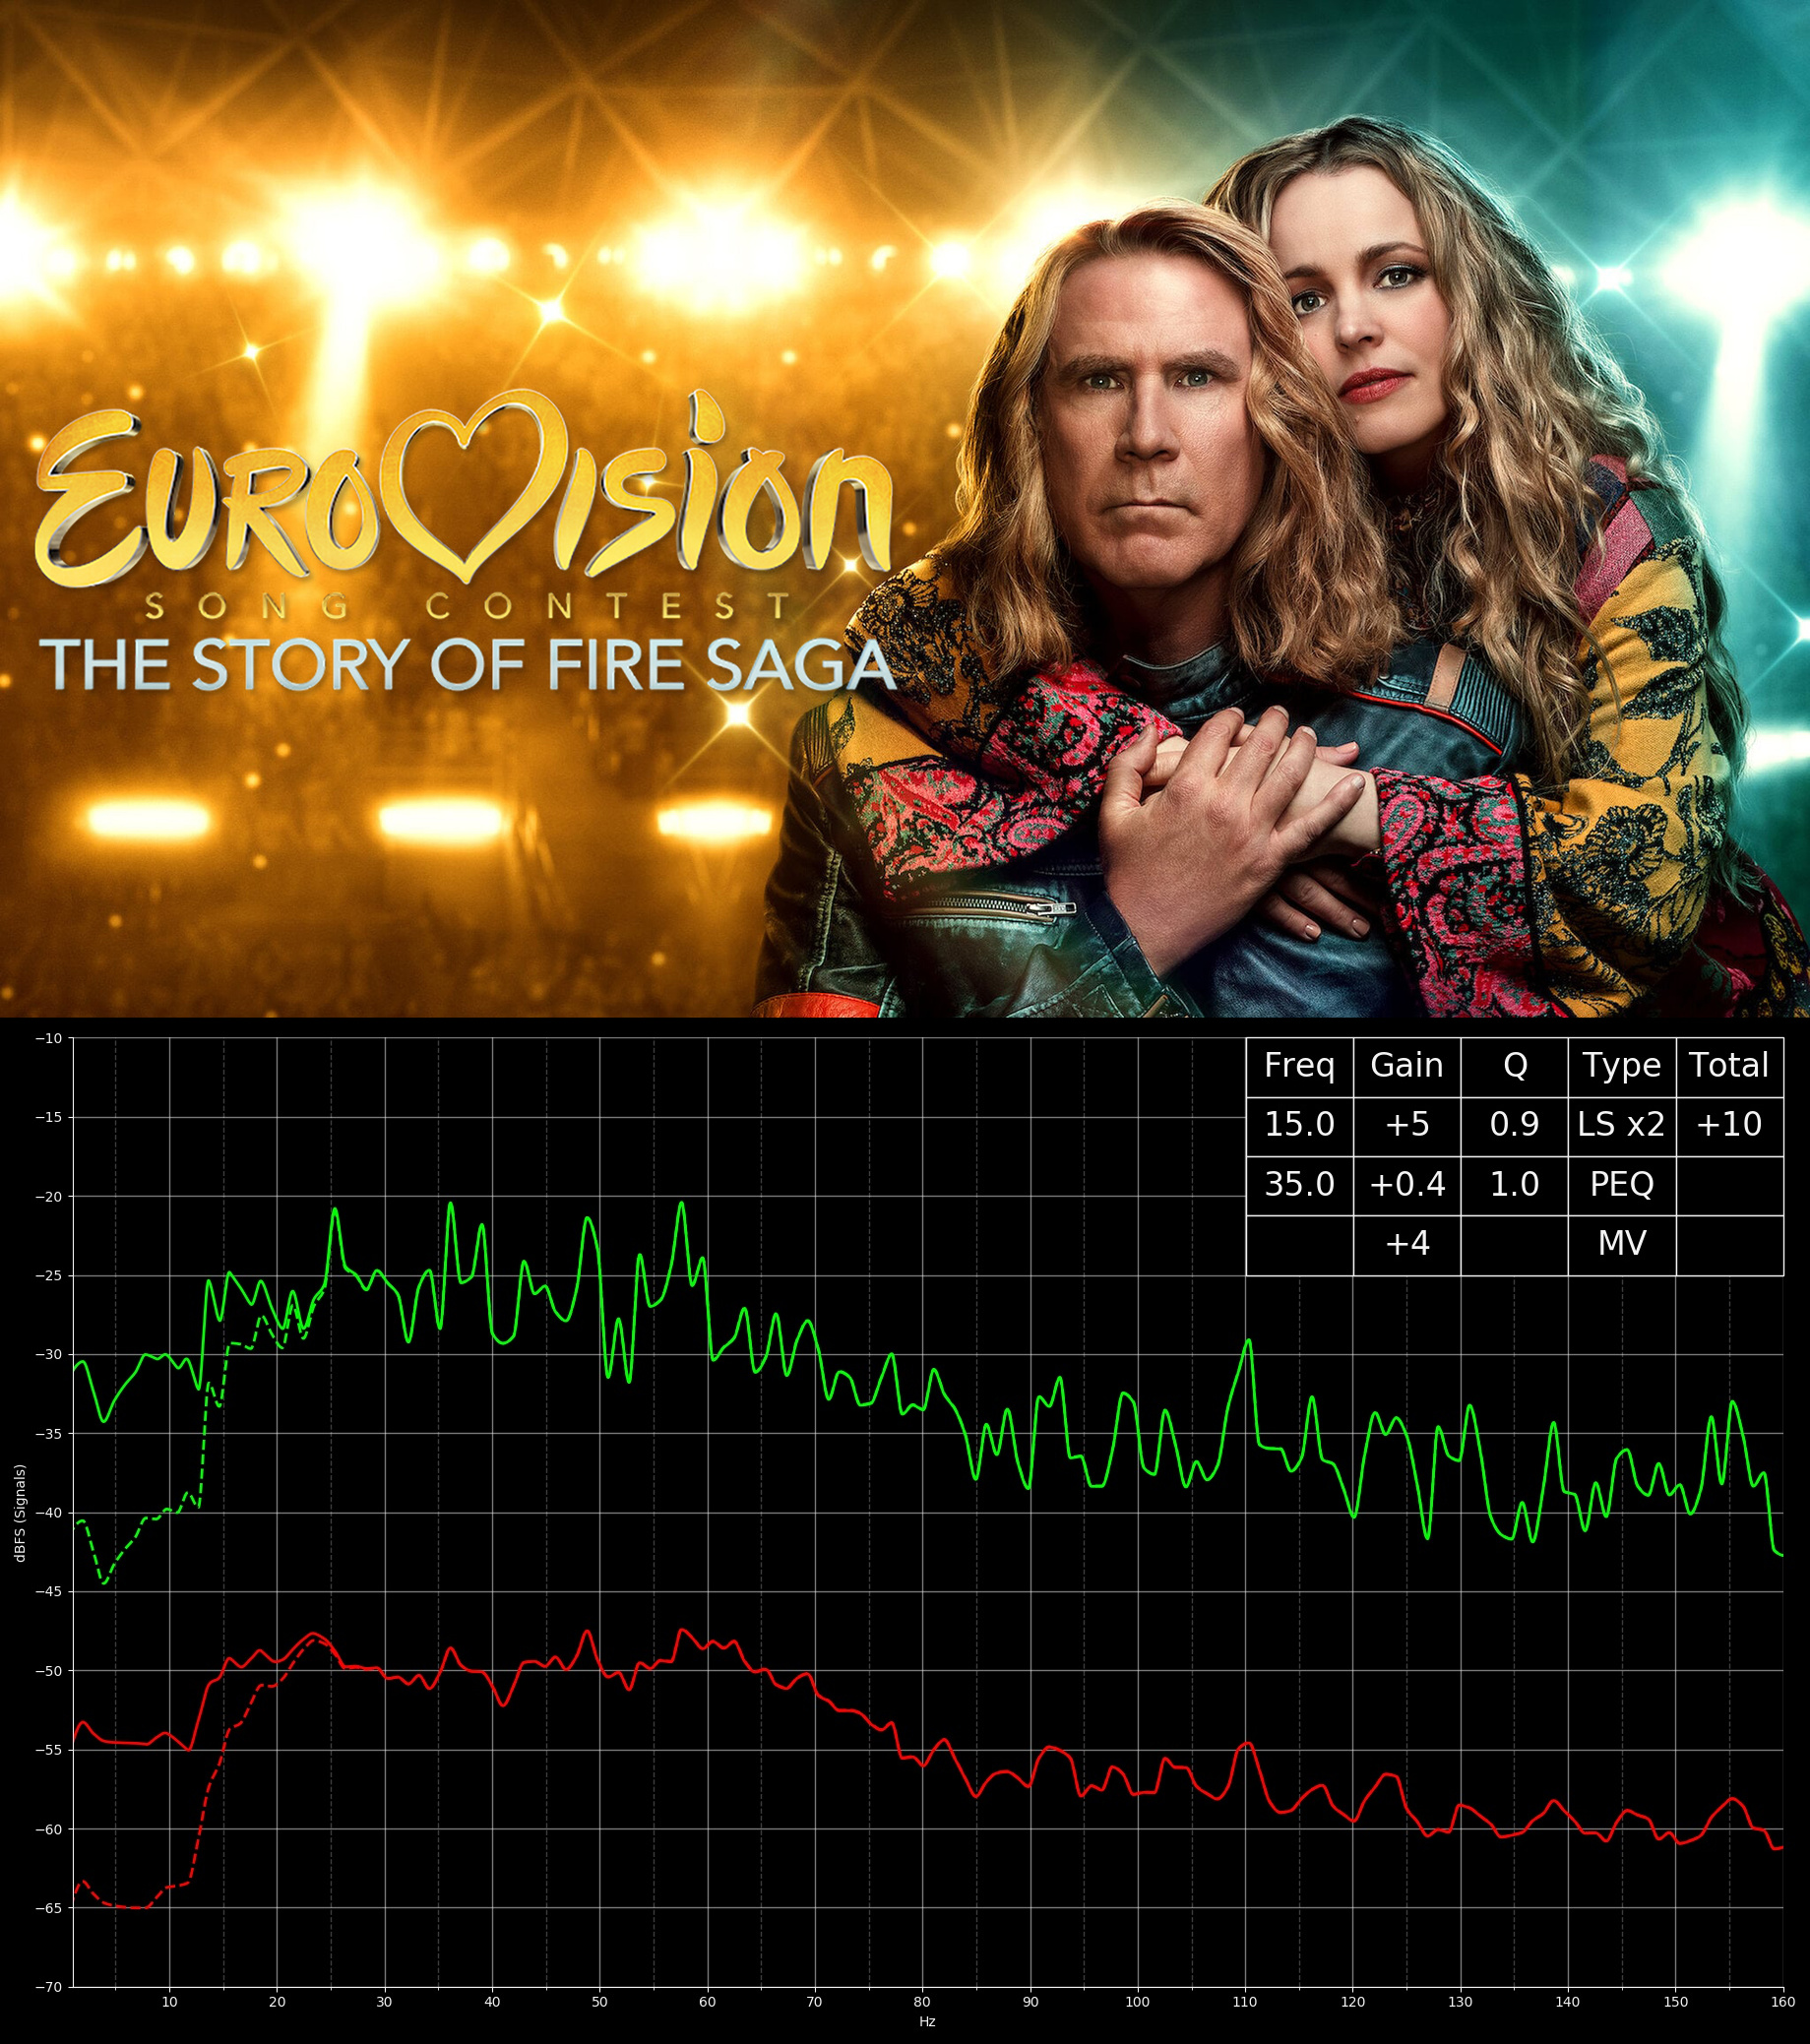 EUROVISION
SONG CONTEST
THE STORY OF FIRE SAGA
Freq Gain Q Type Total
15.0 +5 0.9 LS x2 +10
35.0 +0.4 1.0 PEQ
+4 MV
−10
−15
−20
−25
−30
−35
−40
−45
−50
−55
−60
−65
−70
dBFS (Signals)
10 20 30 40 50 60 70 80 90 100 110 120 130 140 150 160
Hz